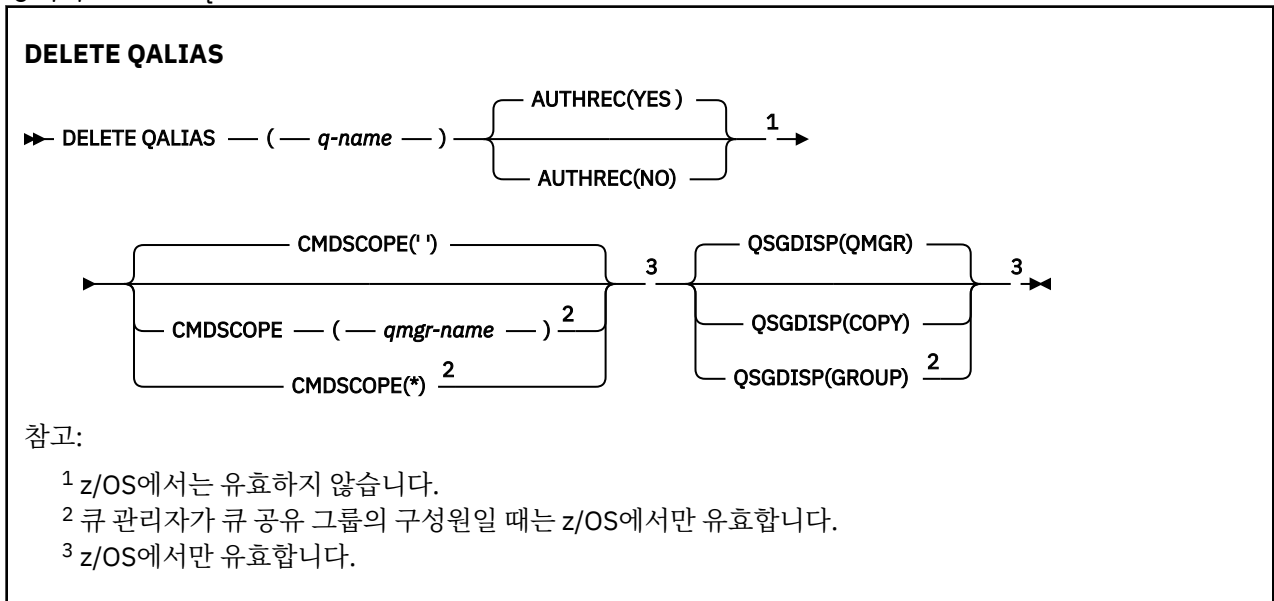 DELETE QALIAS
AUTHREC(YES )
DELETE QALIAS ( q-name ) 1
AUTHREC(NO)
CMDSCOPE(' ') QSGDISP(QMGR)
3 3
CMDSCOPE ( qmgr-name ) 2 QSGDISP(COPY)
CMDSCOPE(*) 2 QSGDISP(GROUP) 2
참고:
1 z/OS에서는 유효하지 않습니다.
2 큐 관리자가 큐 공유 그룹의 구성원일 때는 z/OS에서만 유효합니다.
3 z/OS에서만 유효합니다.